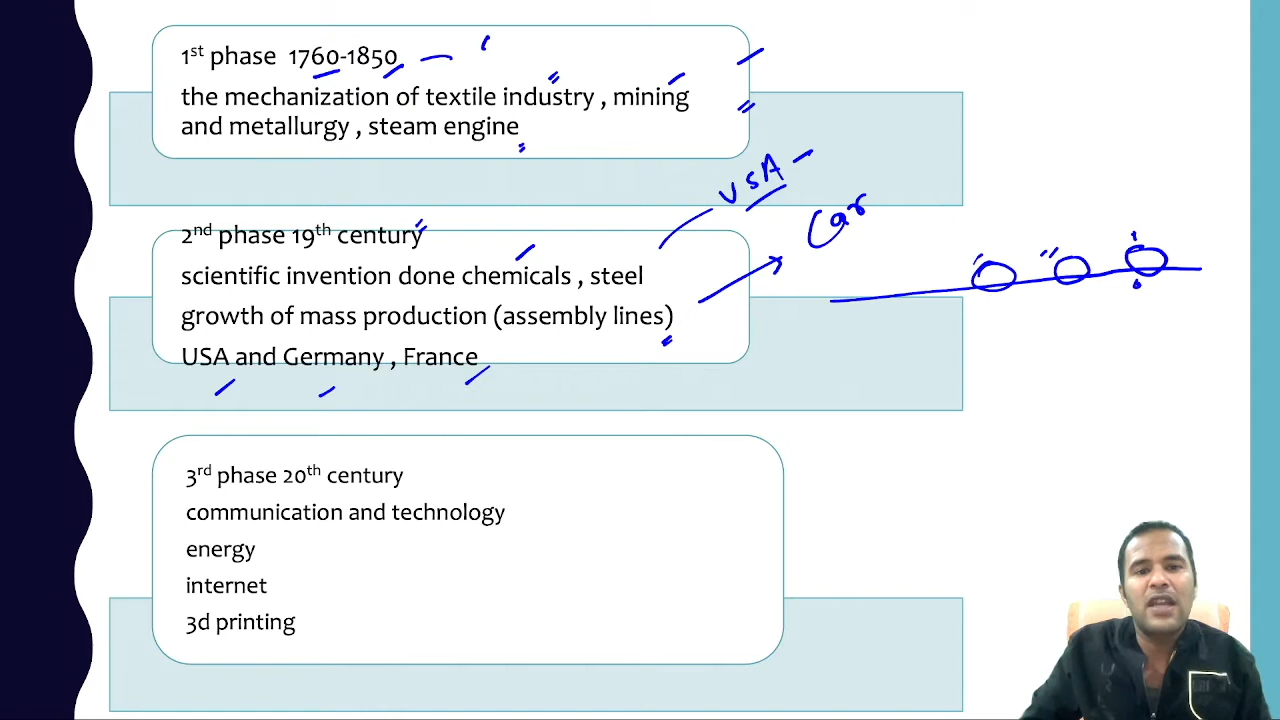 1st phase 1760-1850
the mechanization of textile industry , mining
and metallurgy , steam engine
USA
Car
2nd phase 19th century
scientific invention done chemicals , steel
growth of mass production (assembly lines)
USA and Germany , France
3rd phase 20th century
communication and technology
energy
internet
3d printing